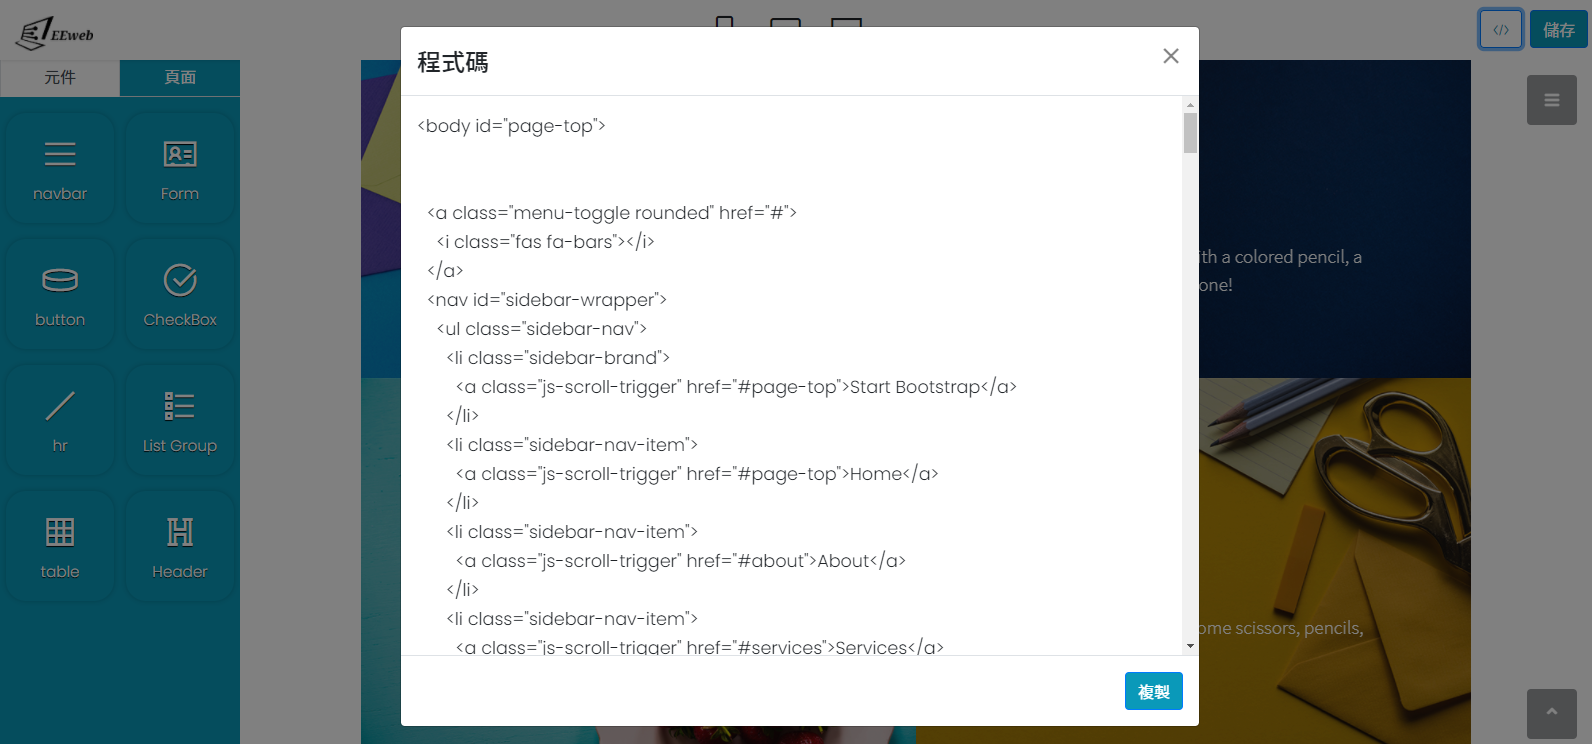 EEweb
儲存
元件
頁面
navbar
Form
button
CheckBox
hr
List Group
table
Header
程式碼
<body id="page-top">
<a class="menu-toggle rounded" href="#">
<i class="fas fa-bars"></i>
</a>
<nav id="sidebar-wrapper">
<ul class="sidebar-nav">
<li class="sidebar-brand">
<a class="js-scroll-trigger" href="#page-top">Start Bootstrap</a>
</li>
<li class="sidebar-nav-item">
<a class="js-scroll-trigger" href="#page-top">Home</a>
</li>
<li class="sidebar-nav-item">
<a class="js-scroll-trigger" href="#about">About</a>
</li>
<li class="sidebar-nav-item">
<a class="js-scroll-trigger" href="#services">Services</a>
複製
ith a colored pencil, a
one!
ome scissors, pencils,